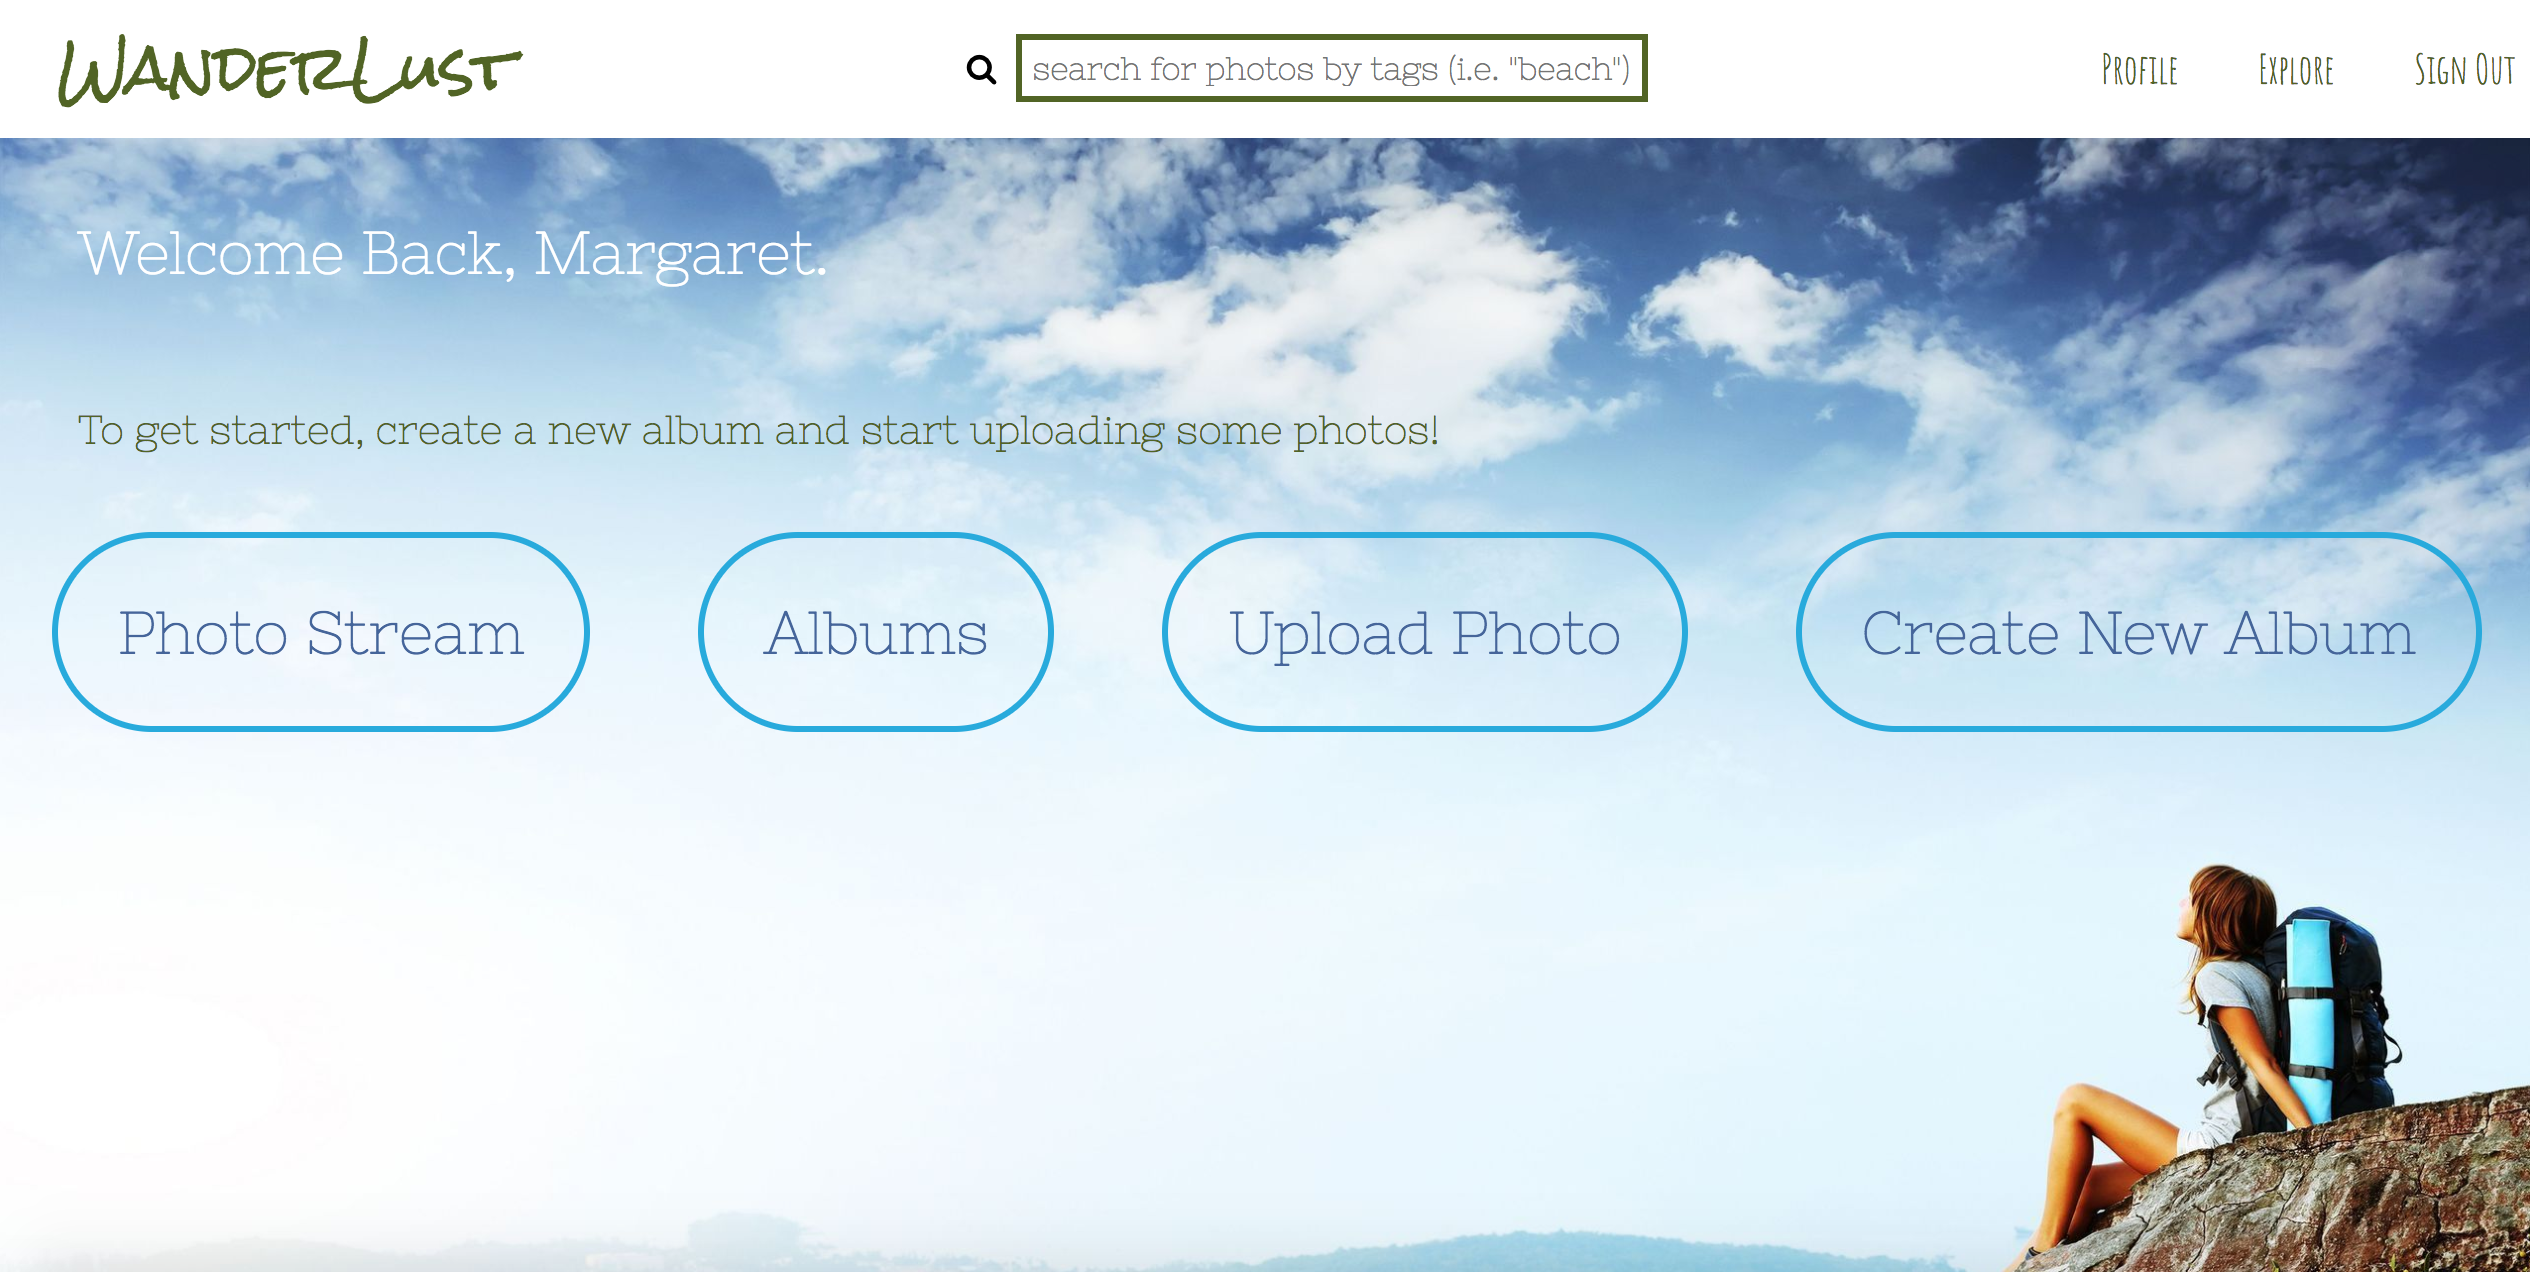 WanderLust
search for photos by tags (i.e. "beach")
Profile
Explore
Sign Out
Welcome Back, Margaret.
To get started, create a new album and start uploading some photos!
Photo Stream
Albums
Upload Photo
Create New Album